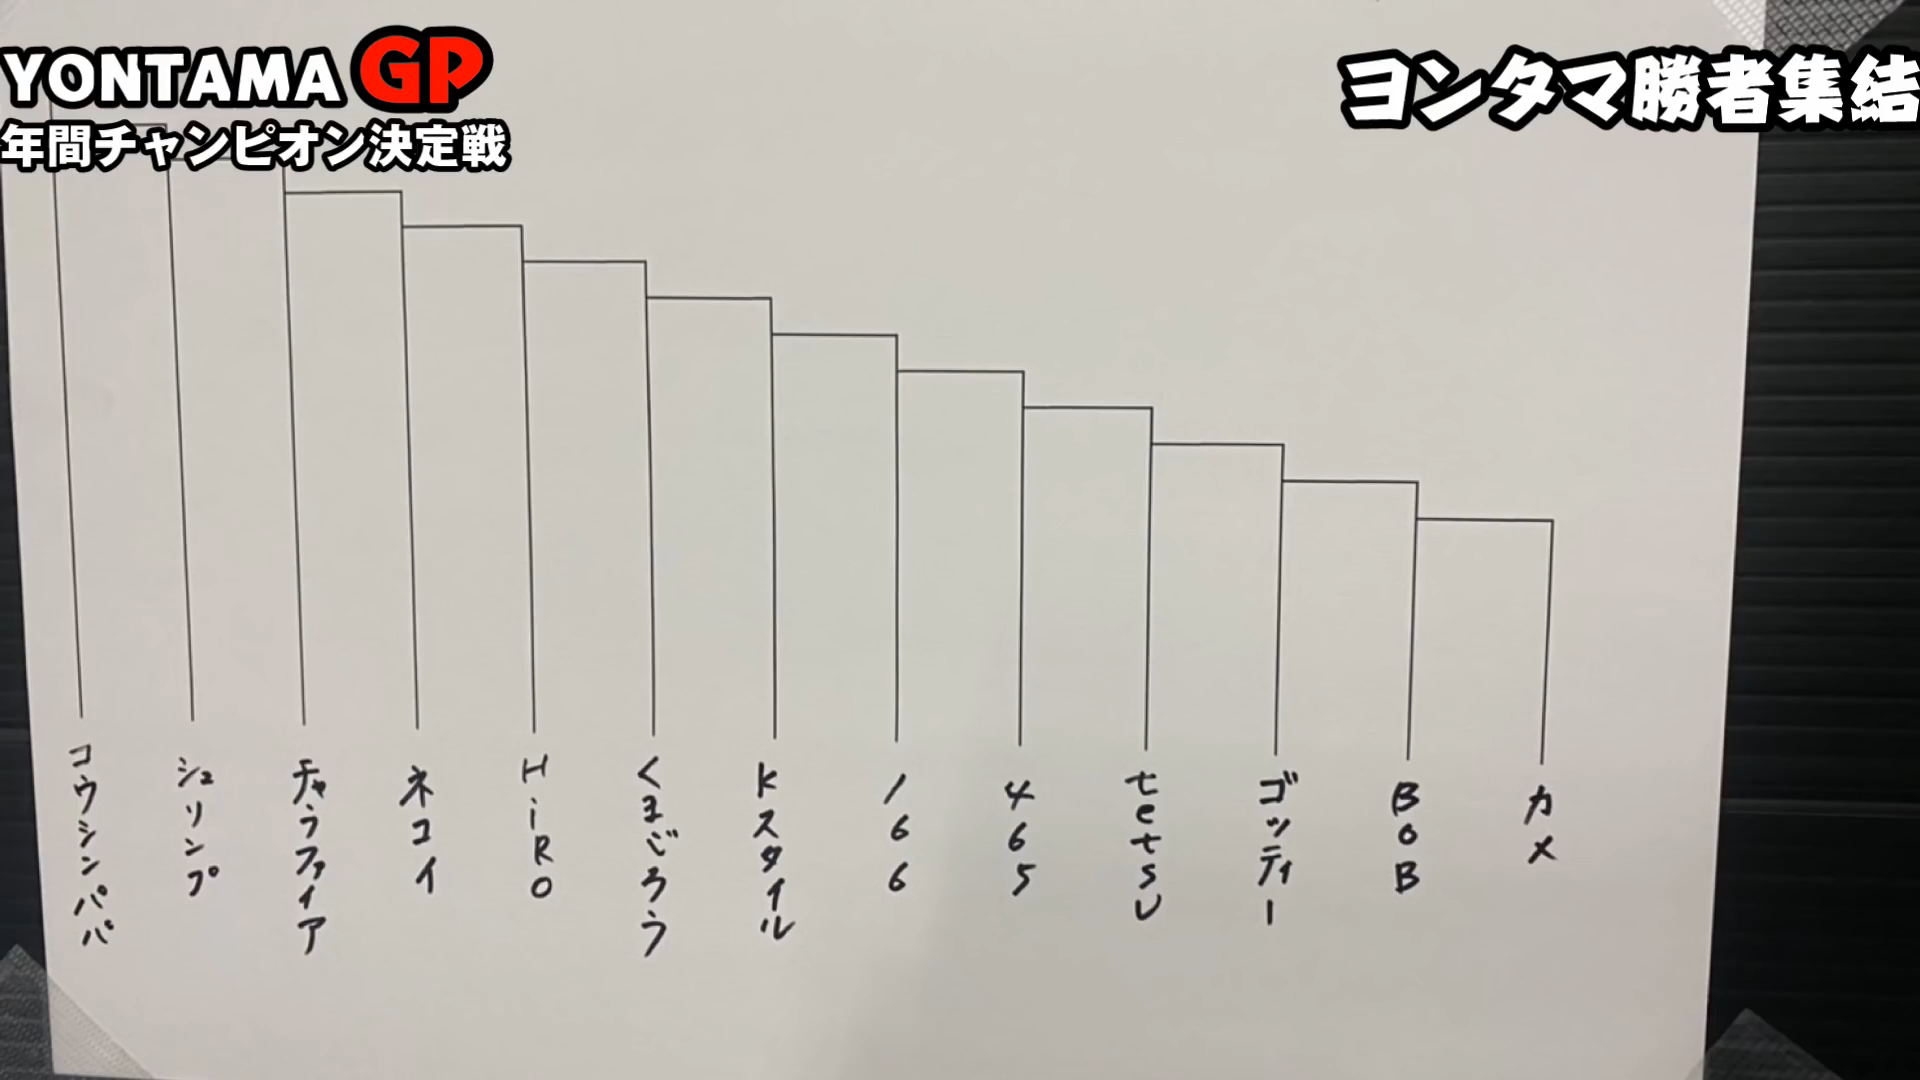 YONTAMA GP
年間チャンピオン決定戦
ヨンタマ勝者集結
コウシンパパ
シュリンプ
チャラファイア
ネコイ
HiRO
くまごろう
Kスタイル
166
465
tetsu
ゴッティー
BOB
カメ